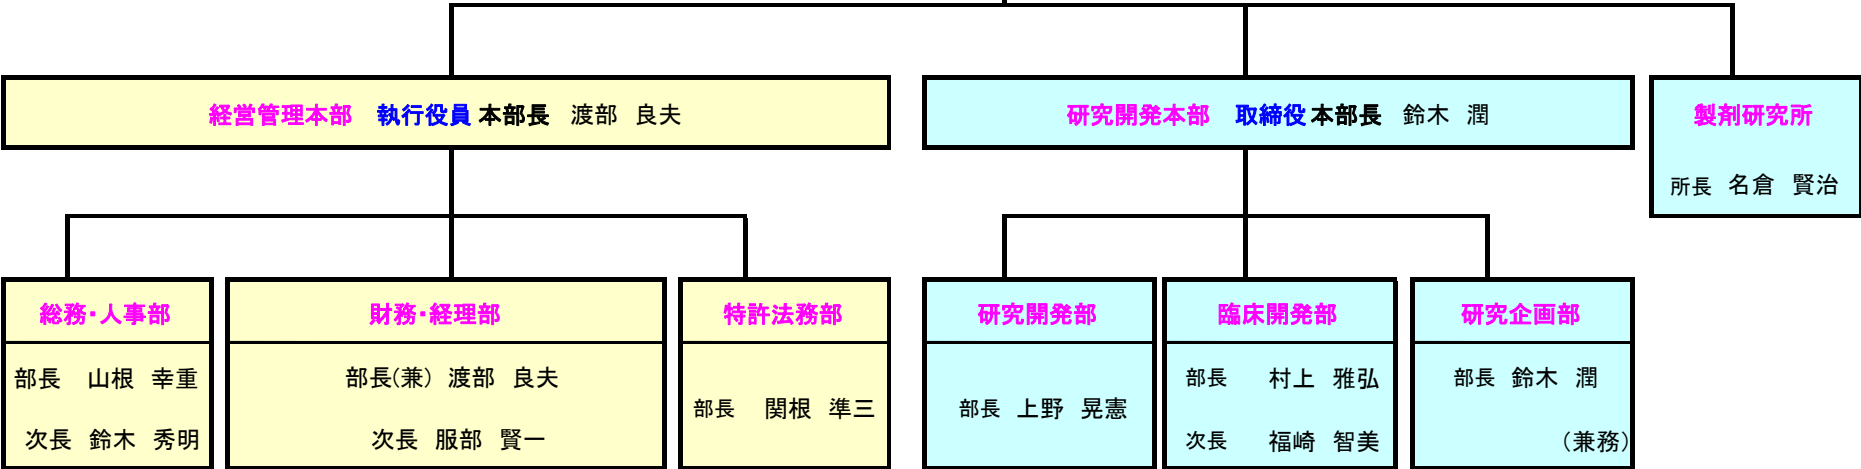 経営管理本部　執行役員 本部長　渡部　良夫
研究開発本部　取締役 本部長　鈴木　潤
製剤研究所
所長　名倉　賢治
総務・人事部
部長　山根　幸重
次長　鈴木　秀明
財務・経理部
部長(兼)　渡部　良夫
次長　服部　賢一
特許法務部
部長　関根　準三
研究開発部
部長　上野　晃憲
臨床開発部
部長　村上　雅弘
次長　福崎　智美
研究企画部
部長　鈴木　潤
（兼務）